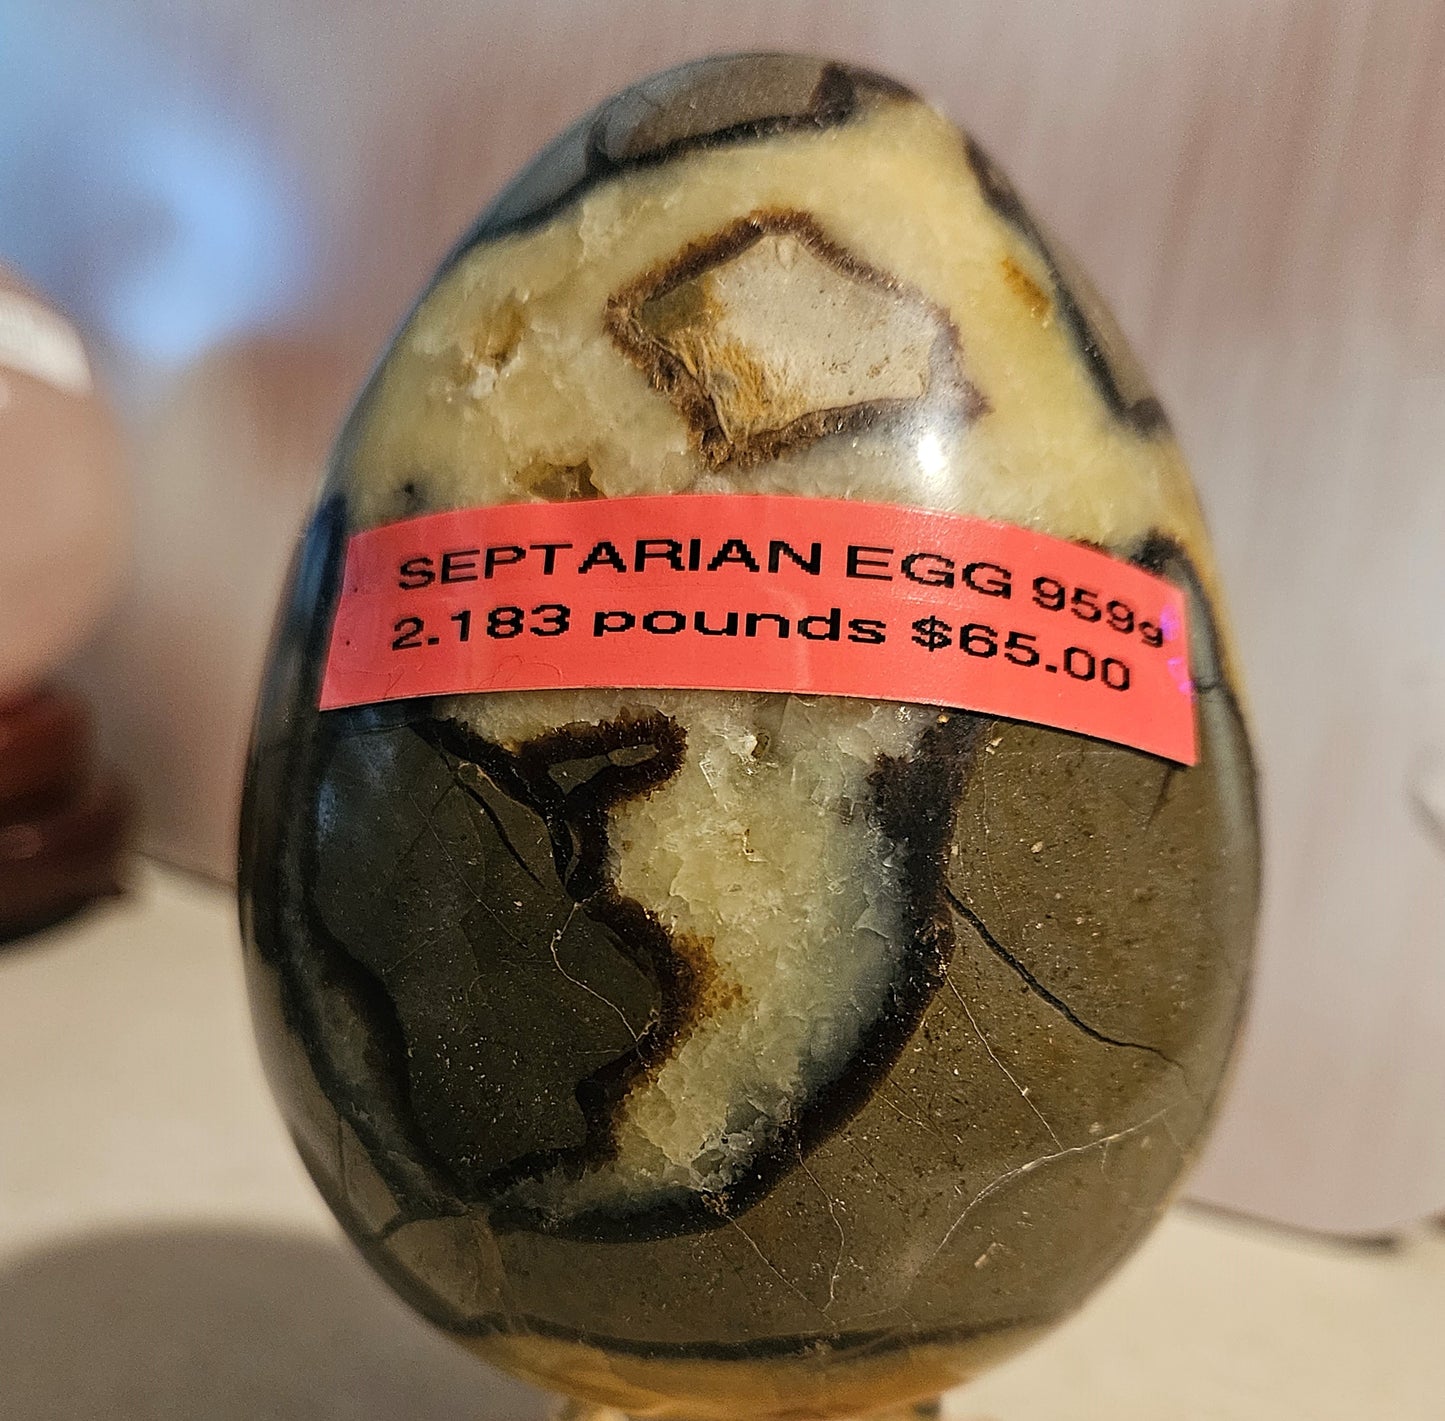 SEPTARIAN EGG 959g
2.183 pounds $65.00